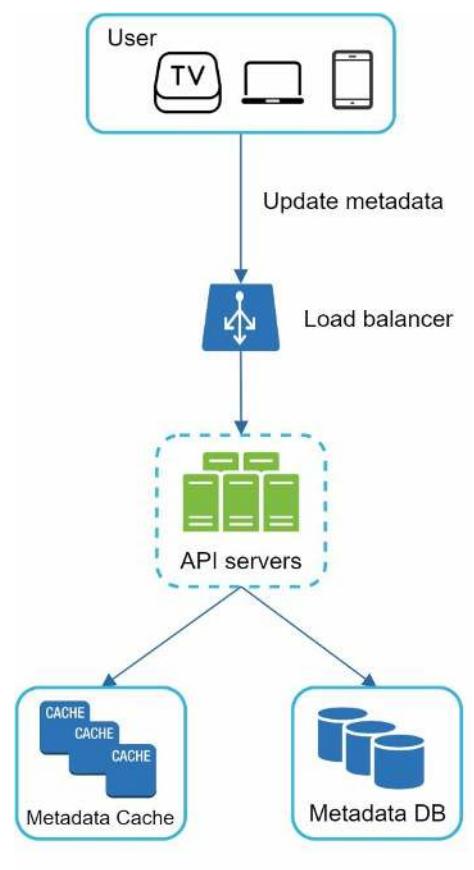 User
TV
Update metadata
Load balancer
API servers
CACHE
CACHE
CACHE
Metadata Cache
Metadata DB